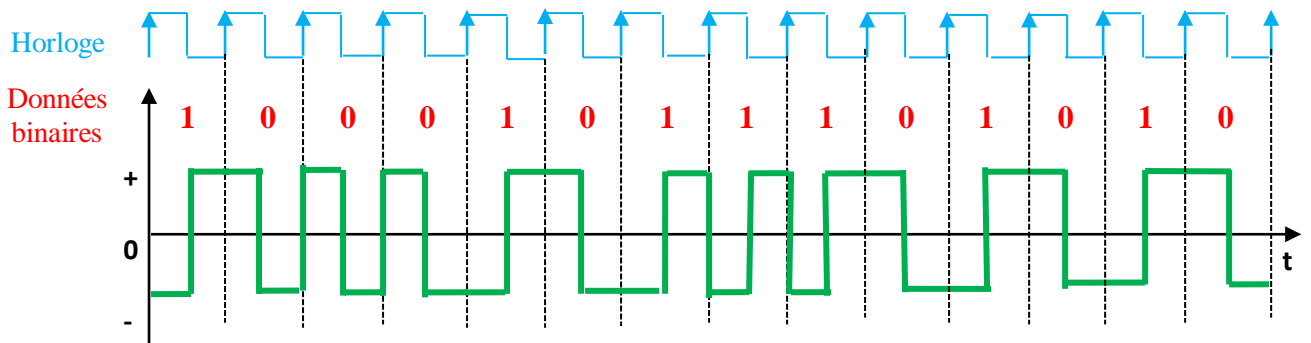 Horloge
Données
binaires
1 0 0 0 1 0 1 1 1 0 1 0 1 0
+
0
t
-